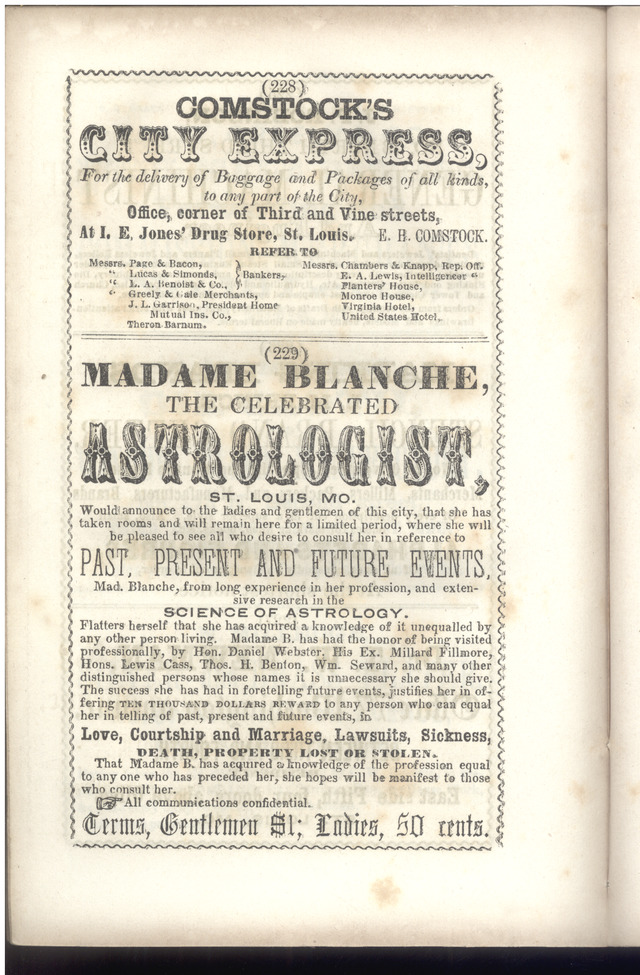 (228)
COMSTOCK'S
CITY EXPRESS,
For the delivery of Baggage and Packages of all kinds,
to any part of the City,
Office, corner of Third and Vine streets,
At I. E. Jones' Drug Store, St. Louis. E. B. COMSTOCK.
REFER TO
Messrs. Page & Bacon,
" Lucas & Simonds,
" L. A. Benoist & Co.,
} Bankers,
" Greely & Gale Merchants,
J. L. Garrison, President Home
Mutual Ins. Co.,
Theron Barnum.
Messrs. Chambers & Knapp, Rep. Off.
E. A. Lewis, Intelligencer "
Planters' House,
Monroe House,
Virginia Hotel,
United States Hotel,
(229)
MADAME BLANCHE,
THE CELEBRATED
ASTROLOGIST,
ST. LOUIS, MO.
Would announce to the ladies and gentlemen of this city, that she has
taken rooms and will remain here for a limited period, where she will
be pleased to see all who desire to consult her in reference to
PAST, PRESENT AND FUTURE EVENTS,
Mad. Blanche, from long experience in her profession, and exten-
sive research in the
SCIENCE OF ASTROLOGY.
Flatters herself that she has acquired a knowledge of it unequalled by
any other person living. Madame B. has had the honor of being visited
professionally, by Hon. Daniel Webster. His Ex. Millard Fillmore,
Hons. Lewis Cass, Thos. H. Benton, Wm. Seward, and many other
distinguished persons whose names it is unnecessary she should give.
The success she has had in foretelling future events, justifies her in of-
fering TEN THOUSAND DOLLARS REWARD to any person who can equal
her in telling of past, present and future events, in
Love, Courtship and Marriage, Lawsuits, Sickness,
DEATH, PROPERTY LOST OR STOLEN.
That Madame B. has acquired a knowledge of the profession equal
to any one who has preceded her, she hopes will be manifest to those
who consult her.
☞ All communications confidential.
Terms, Gentlemen $1; Ladies, 50 cents.